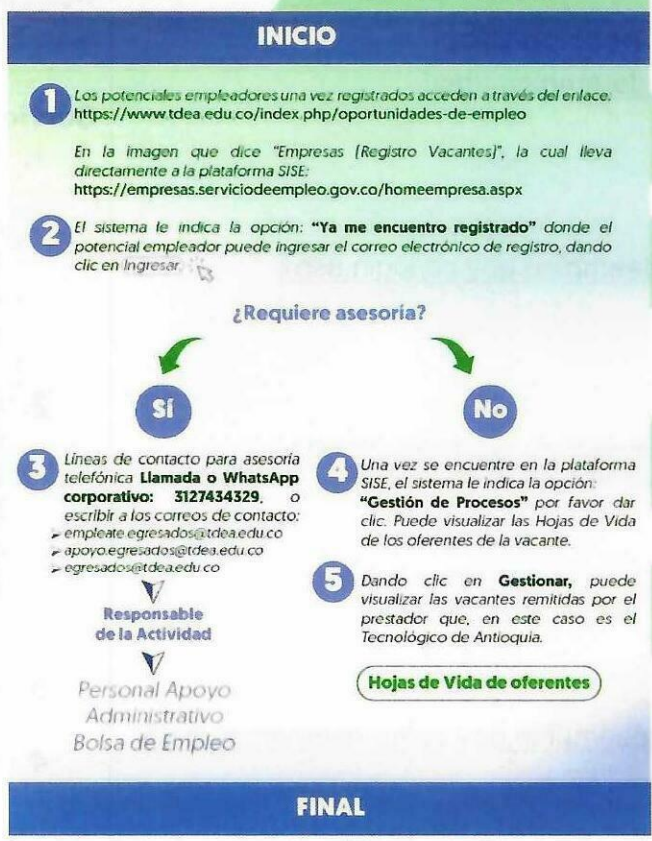 INICIO
1 Los potenciales empleadores una vez registrados acceden a través del enlace:
https://www.tdea.edu.co/index.php/oportunidades-de-empleo
En la imagen que dice "Empresas (Registro Vacantes)", la cual lleva
directamente a la plataforma SISE:
https://empresas.serviciodeempleo.gov.co/homeempresa.aspx
2 El sistema le indica la opción: "Ya me encuentro registrado" donde el
potencial empleador puede ingresar el correo electrónico de registro, dando
clic en Ingresar.
¿Requiere asesoría?
Sí
No
3 Líneas de contacto para asesoría
telefónica Llamada o WhatsApp
corporativo: 3127434329, o
escribir a los correos de contacto:
➢ empleate.egresados@tdea.edu.co
➢ apoyo.egresados@tdea.edu.co
➢ egresados@tdea.edu.co
Responsable
de la Actividad
Personal Apoyo
Administrativo
Bolsa de Empleo
4 Una vez se encuentre en la plataforma
SISE, el sistema le indica la opción:
"Gestión de Procesos" por favor dar
clic. Puede visualizar las Hojas de Vida
de los oferentes de la vacante.
5 Dando clic en Gestionar, puede
visualizar las vacantes remitidas por el
prestador que, en este caso es el
Tecnológico de Antioquia.
Hojas de Vida de oferentes
FINAL